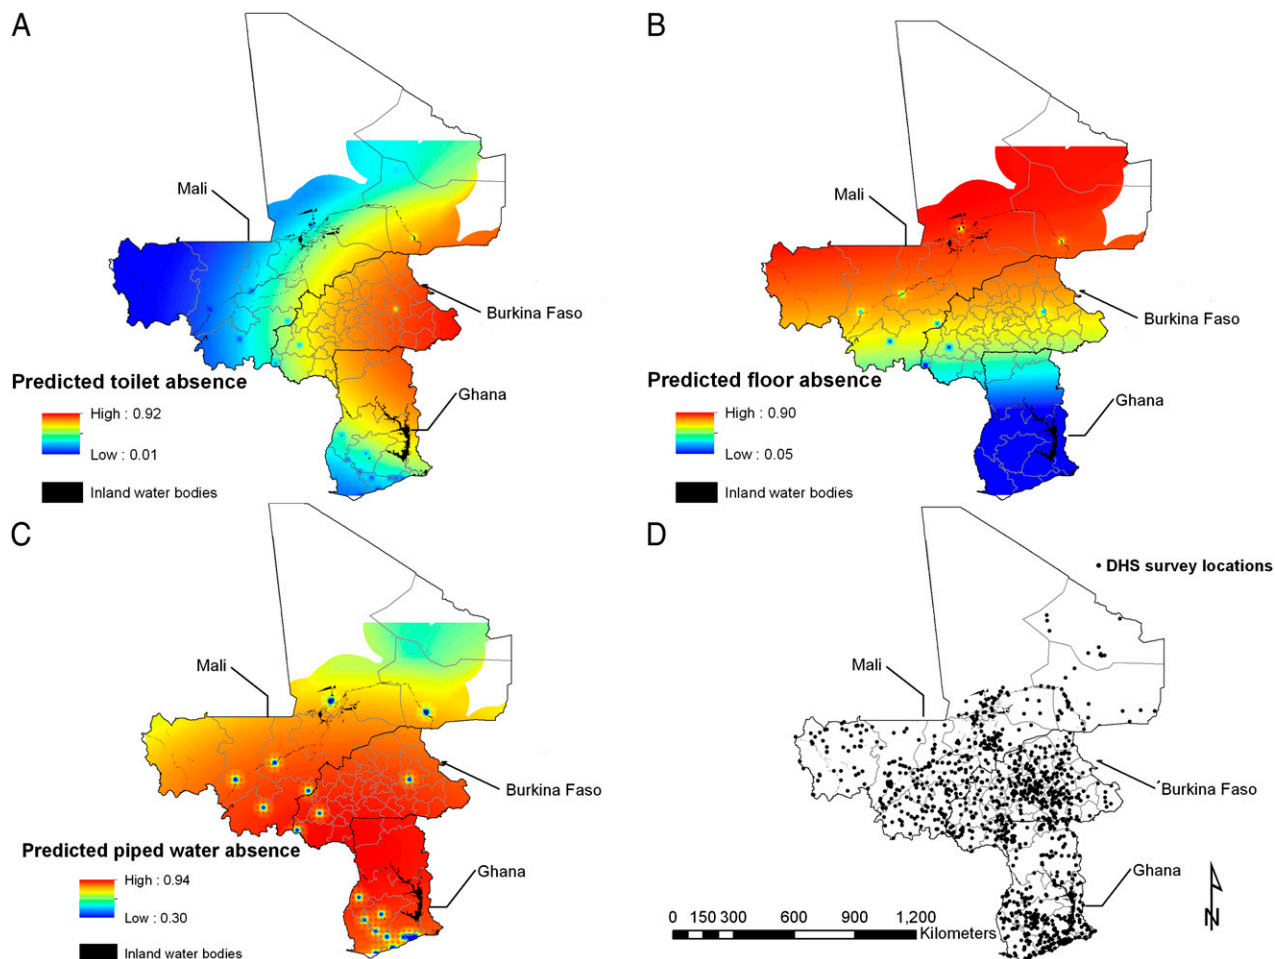 A
Mali
Burkina Faso
Predicted toilet absence
High : 0.92
Low : 0.01
Ghana
Inland water bodies
B
Mali
Burkina Faso
Predicted floor absence
High : 0.90
Low : 0.05
Ghana
Inland water bodies
C
Mali
Burkina Faso
Predicted piped water absence
High : 0.94
Low : 0.30
Ghana
Inland water bodies
D
• DHS survey locations
Mali
Burkina Faso
Ghana
0 150 300 600 900 1,200
Kilometers
N